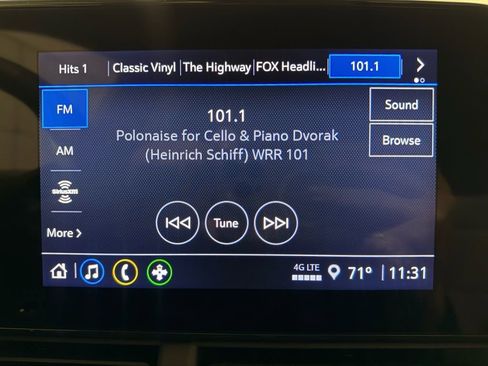 Hits 1 Classic Vinyl The Highway FOX Headli... 101.1
FM
101.1
Sound
Polonaise for Cello & Piano Dvorak
(Heinrich Schiff) WRR 101
Browse
AM
SiriusXM
Tune
More
4G LTE 71° 11:31